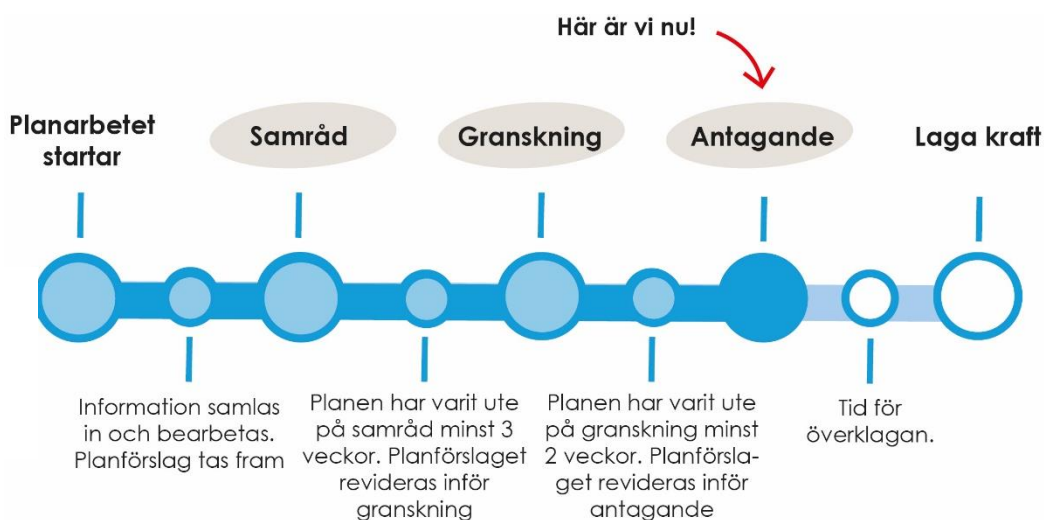 Här är vi nu!
Planarbetet
startar
Samråd
Granskning
Antagande
Laga kraft
Information samlas
in och bearbetas.
Planförslag tas fram
Planen har varit ute
på samråd minst 3
veckor. Planförslaget
revideras inför
granskning
Planen har varit ute
på granskning minst
2 veckor. Planförsla-
get revideras inför
antagande
Tid för
överklagan.